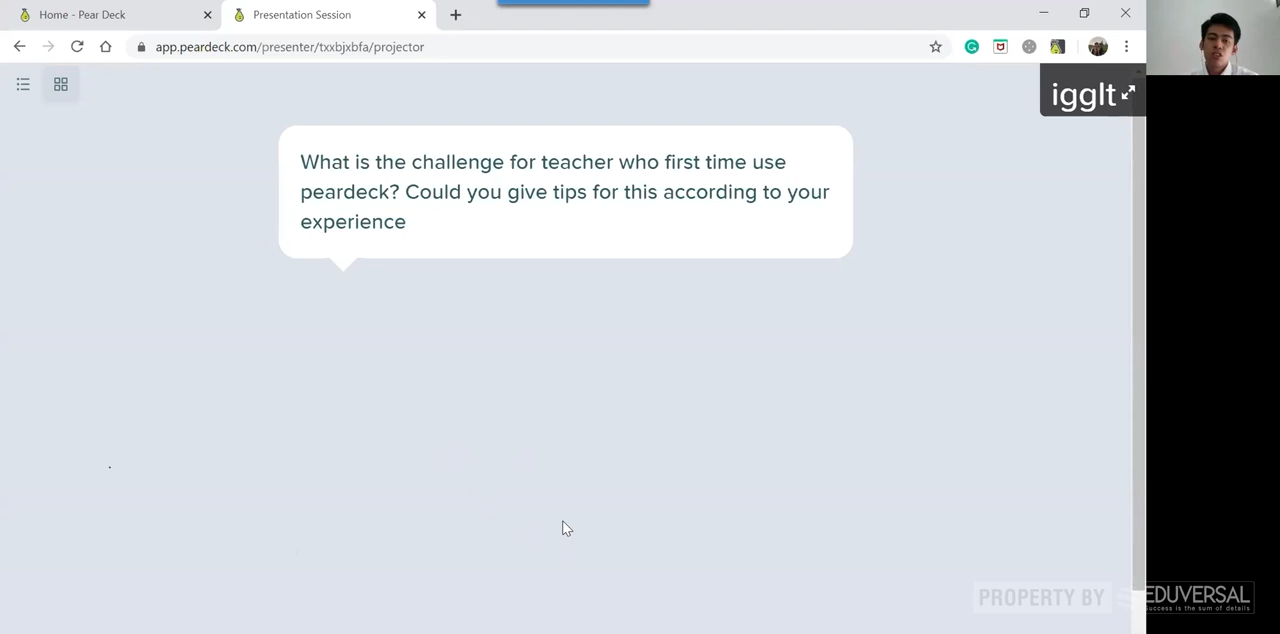 Home - Pear Deck
Presentation Session
app.peardeck.com/presenter/txxbjxbfa/projector
igglt
What is the challenge for teacher who first time use
peardeck? Could you give tips for this according to your
experience
PROPERTY BY
EDUVERSAL
Success is the sum of details